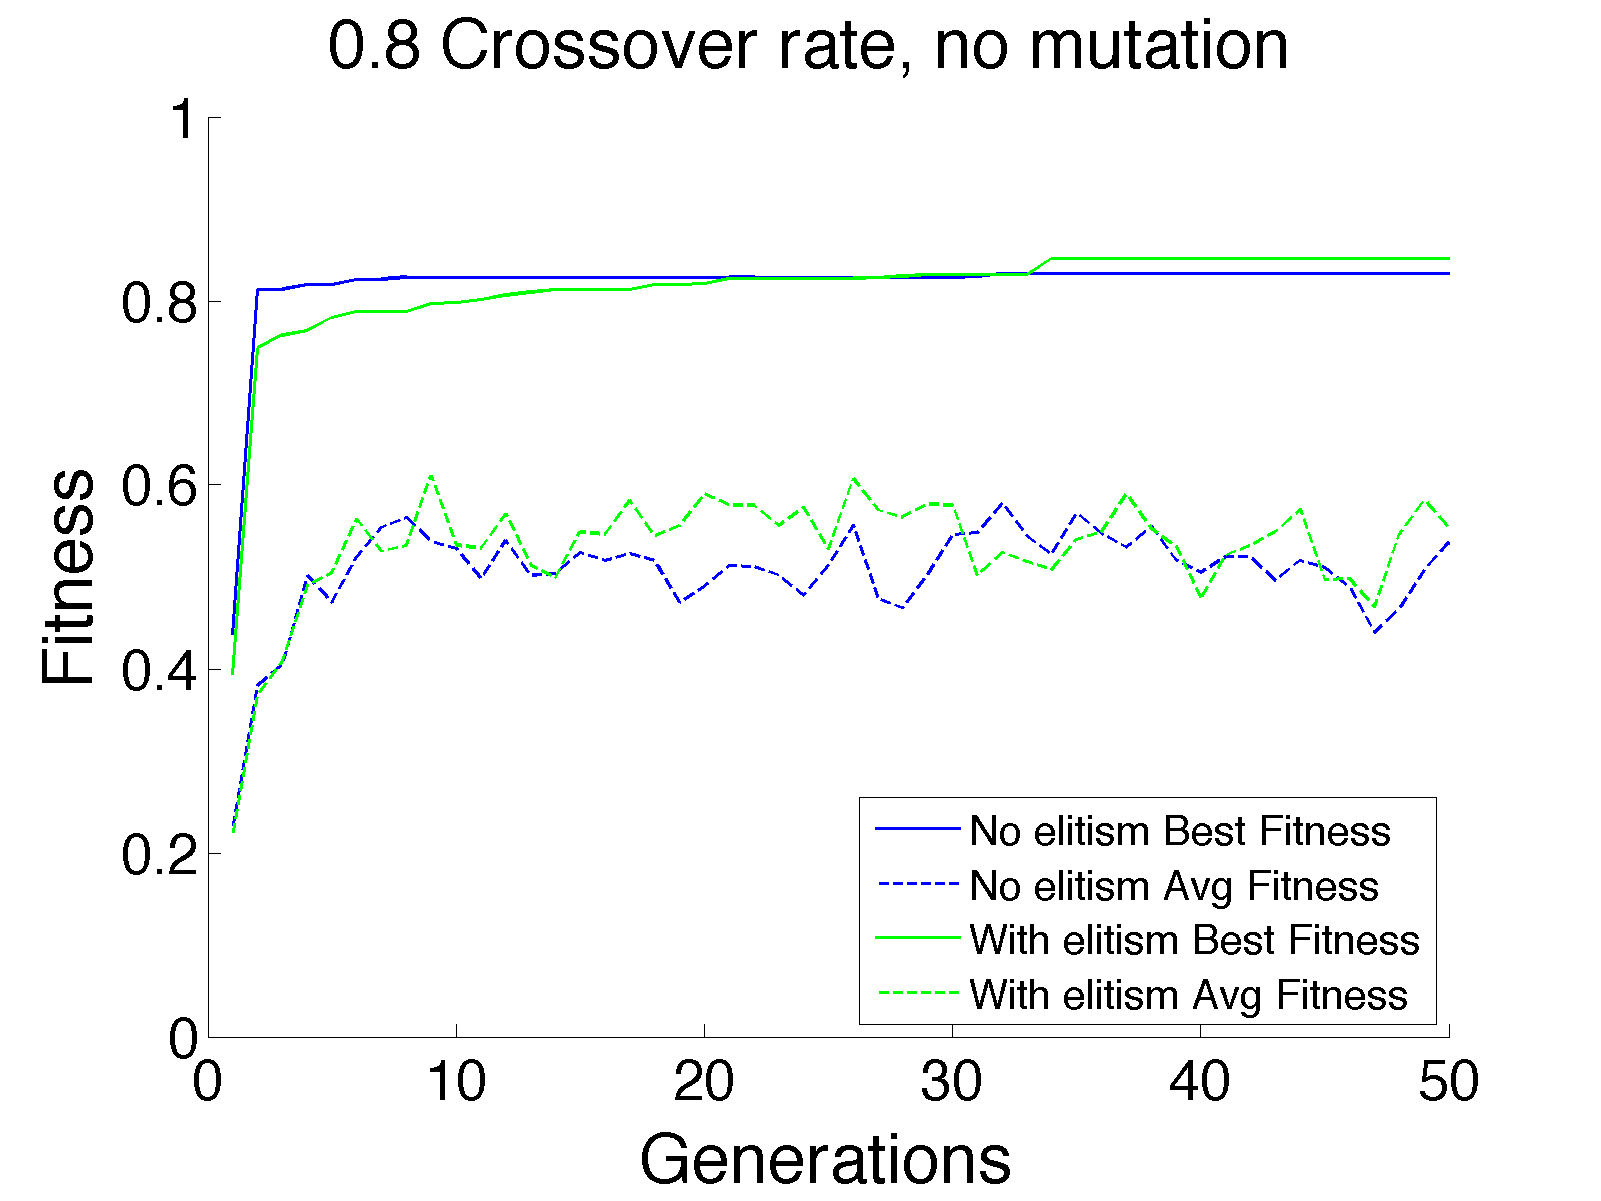 0.8 Crossover rate, no mutation
1
0.8
0.6
0.4
0.2
0
Fitness
No elitism Best Fitness
No elitism Avg Fitness
With elitism Best Fitness
With elitism Avg Fitness
0 10 20 30 40 50
Generations